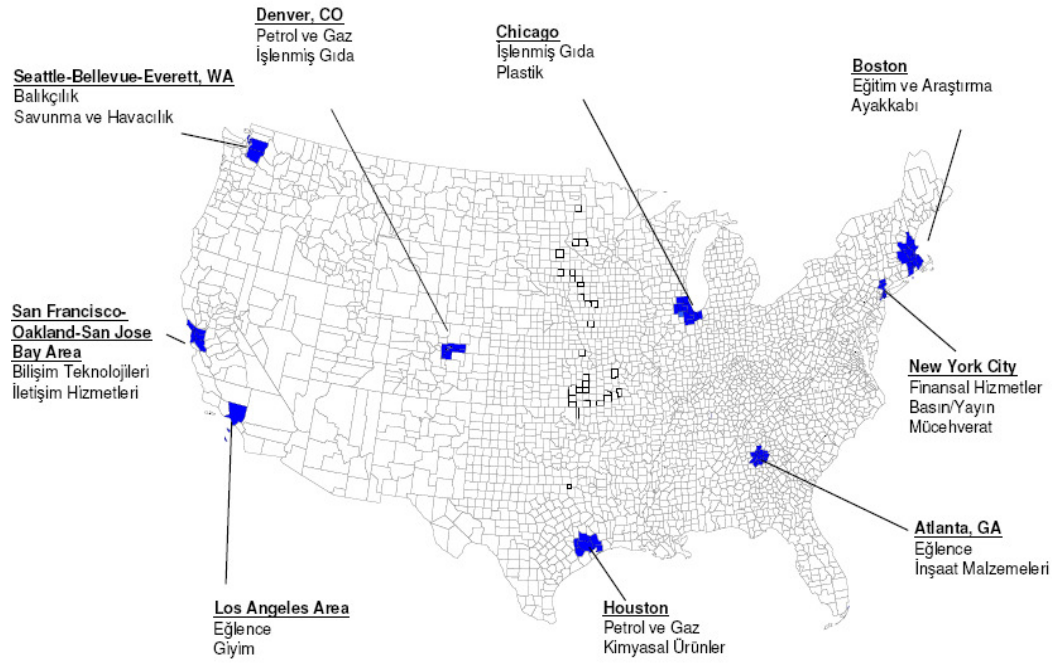 Denver, CO
Petrol ve Gaz
İşlenmiş Gıda
Chicago
İşlenmiş Gıda
Plastik
Boston
Eğitim ve Araştırma
Ayakkabı
Seattle-Bellevue-Everett, WA
Balıkçılık
Savunma ve Havacılık
San Francisco-
Oakland-San Jose
Bay Area
Bilişim Teknolojileri
İletişim Hizmetleri
New York City
Finansal Hizmetler
Basın/Yayın
Mücehverat
Atlanta, GA
Eğlence
İnşaat Malzemeleri
Los Angeles Area
Eğlence
Giyim
Houston
Petrol ve Gaz
Kimyasal Ürünler